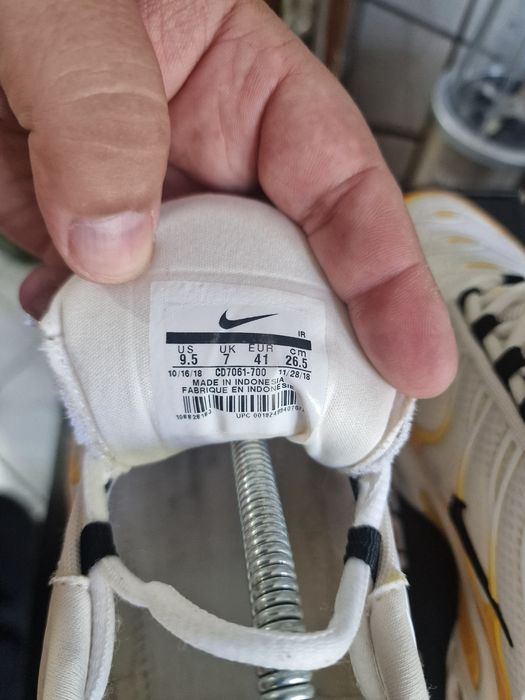 IR
US UK EUR cm
9.5 7 41 26.5
10/16/18 CD7061-700 11/28/18
MADE IN INDONESIA
FABRIQUE EN INDONESIE
UPC